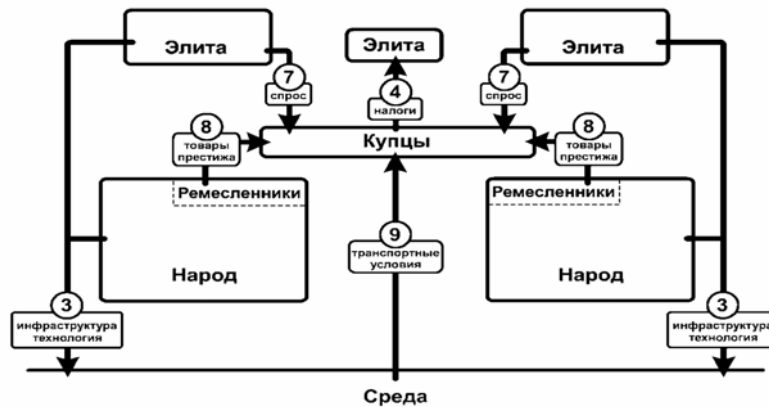 Элита
Элита
Элита
7
спрос
4
налоги
7
спрос
8
товары
престижа
Купцы
8
товары
престижа
Ремесленники
Народ
9
транспортные
условия
Ремесленники
Народ
3
инфраструктура
технология
3
инфраструктура
технология
Среда